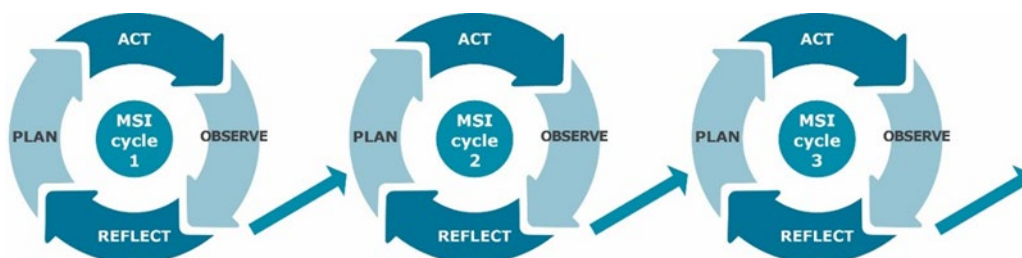 ACT
PLAN
MSI
cycle
1
OBSERVE
REFLECT
ACT
PLAN
MSI
cycle
2
OBSERVE
REFLECT
ACT
PLAN
MSI
cycle
3
OBSERVE
REFLECT